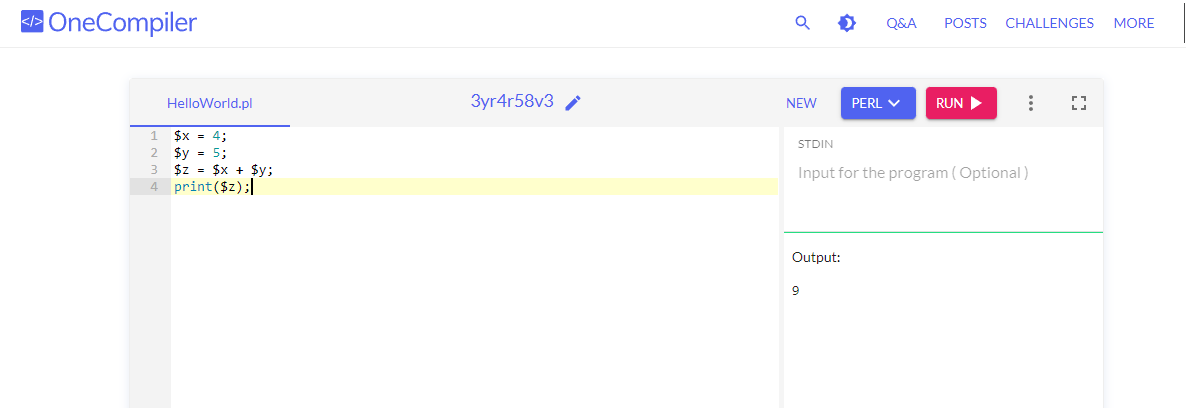 </> OneCompiler Q&A POSTS CHALLENGES MORE
HelloWorld.pl 3yr4r58v3 NEW PERL RUN
1 $x = 4;
2 $y = 5;
3 $z = $x + $y;
4 print($z);
STDIN
Input for the program ( Optional )
Output:
9